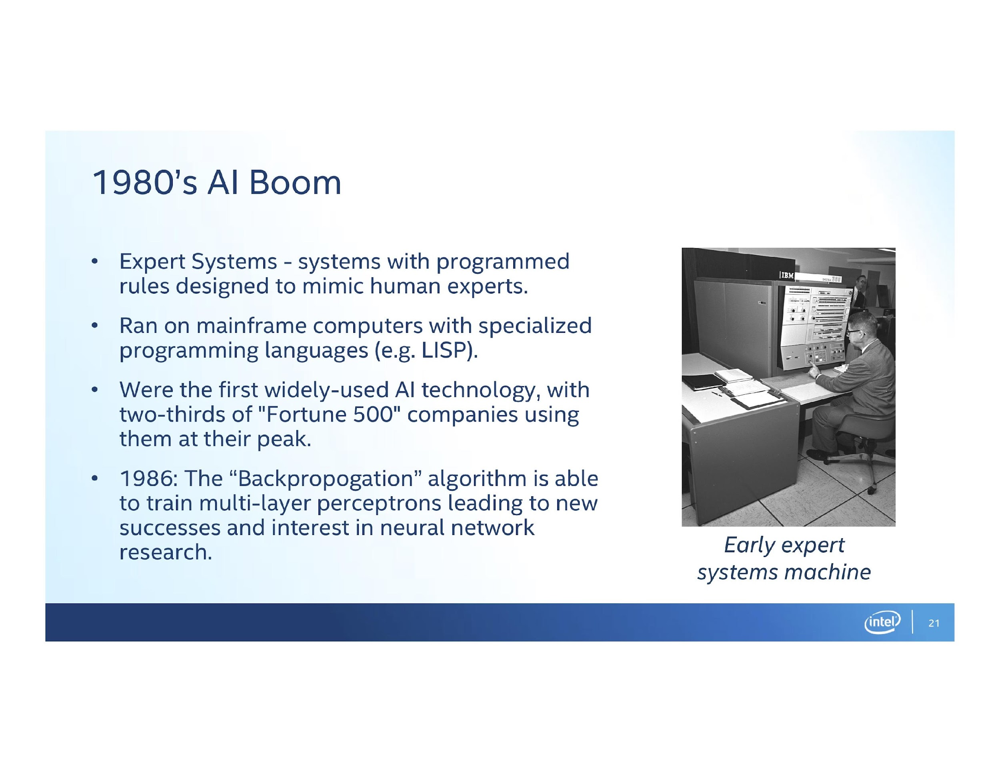 1980’s AI Boom
• Expert Systems - systems with programmed
rules designed to mimic human experts.
• Ran on mainframe computers with specialized
programming languages (e.g. LISP).
• Were the first widely-used AI technology, with
two-thirds of "Fortune 500" companies using
them at their peak.
• 1986: The “Backpropogation” algorithm is able
to train multi-layer perceptrons leading to new
successes and interest in neural network
research.
IBM
Early expert
systems machine
intel
21